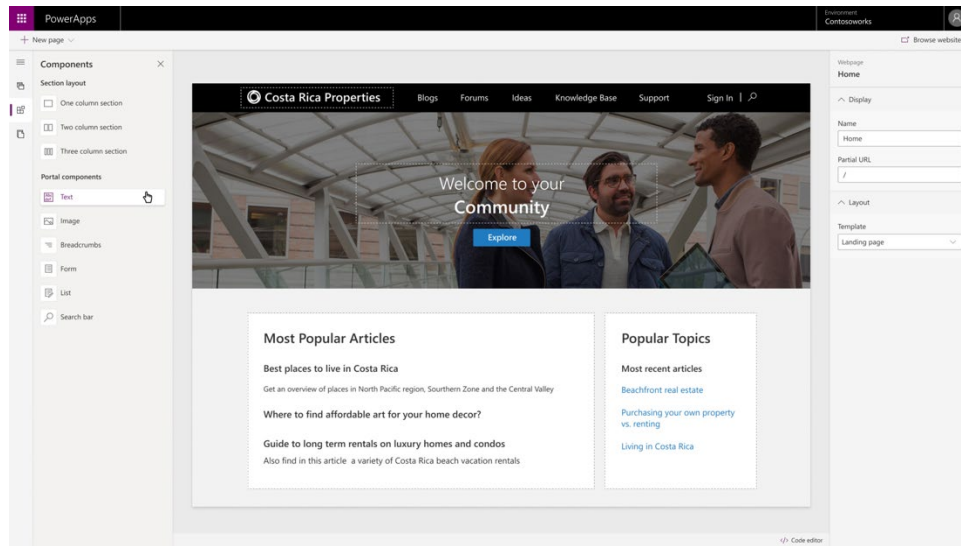 PowerApps
Environment
Contosoworks
New page
Browse website
Components
Section layout
One column section
Two column section
Three column section
Portal components
Text
Image
Breadcrumbs
Form
List
Search bar
Costa Rica Properties
Blogs
Forums
Ideas
Knowledge Base
Support
Sign In |
Welcome to your
Community
Explore
Most Popular Articles
Best places to live in Costa Rica
Get an overview of places in North Pacific region, Sourthern Zone and the Central Valley
Where to find affordable art for your home decor?
Guide to long term rentals on luxury homes and condos
Also find in this article a variety of Costa Rica beach vacation rentals
Popular Topics
Most recent articles
Beachfront real estate
Purchasing your own property
vs. renting
Living in Costa Rica
Webpage
Home
Display
Name
Home
Partial URL
/
Layout
Template
Landing page
</> Code editor